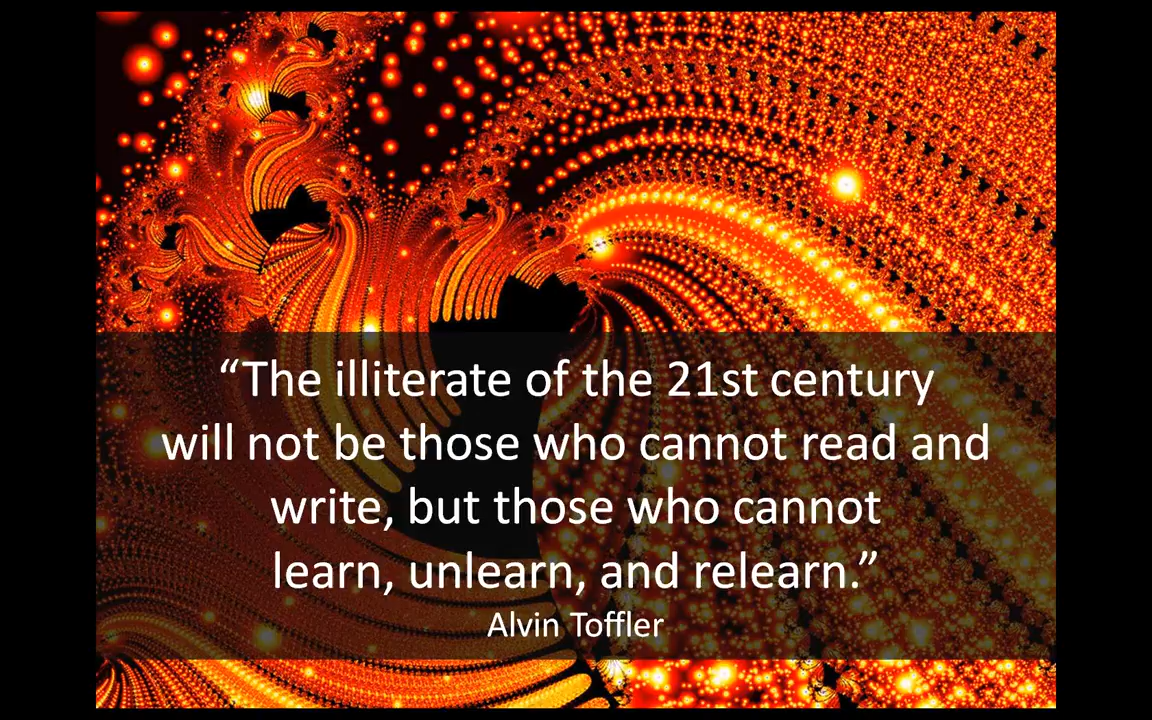 “The illiterate of the 21st century
will not be those who cannot read and
write, but those who cannot
learn, unlearn, and relearn.”
Alvin Toffler